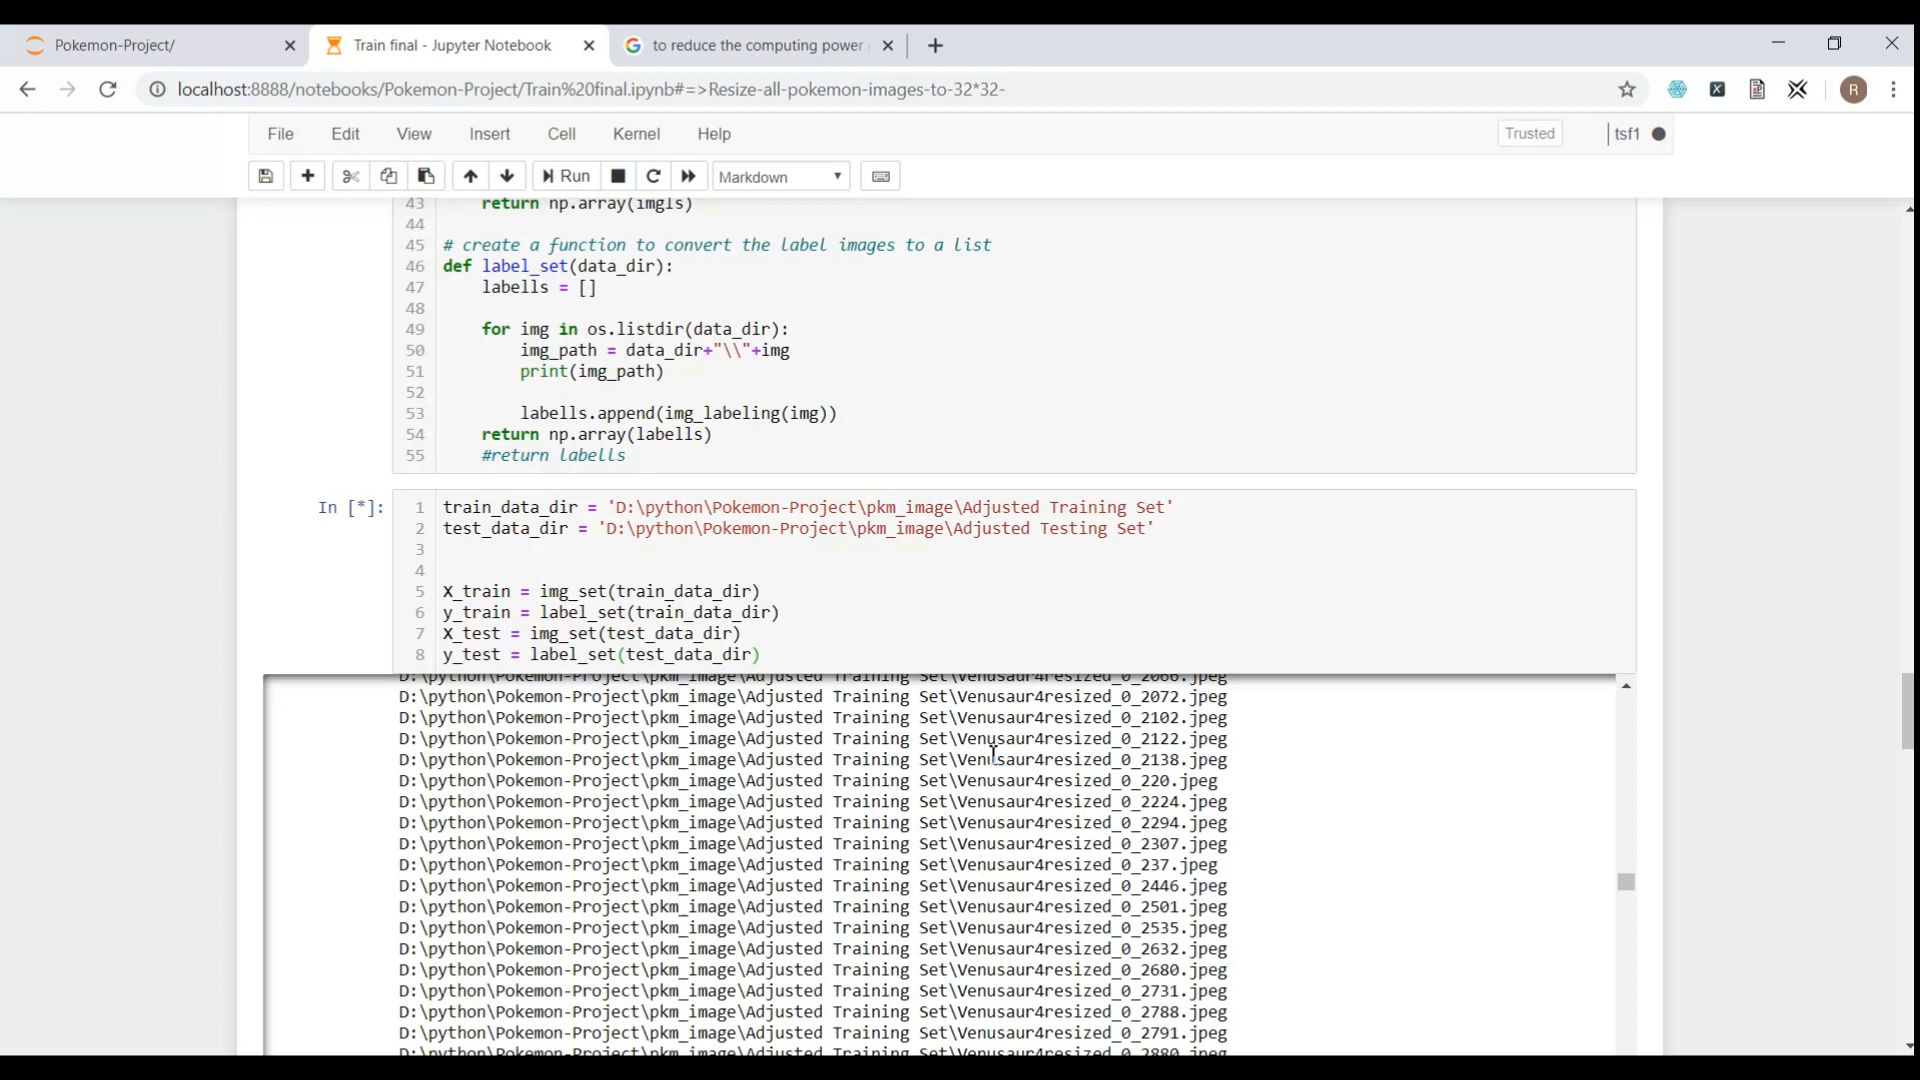 Pokemon-Project/
Train final - Jupyter Notebook
to reduce the computing power
localhost:8888/notebooks/Pokemon-Project/Train%20final.ipynb#=>Resize-all-pokemon-images-to-32*32-
R
File Edit View Insert Cell Kernel Help
Trusted
tsf1
Run
Markdown
43 return np.array(imgls)
44
45 # create a function to convert the label images to a list
46 def label_set(data_dir):
47 labells = []
48
49 for img in os.listdir(data_dir):
50 img_path = data_dir+"\\"+img
51 print(img_path)
52
53 labells.append(img_labeling(img))
54 return np.array(labells)
55 #return labells
In [*]:
1 train_data_dir = 'D:\python\Pokemon-Project\pkm_image\Adjusted Training Set'
2 test_data_dir = 'D:\python\Pokemon-Project\pkm_image\Adjusted Testing Set'
3
4
5 X_train = img_set(train_data_dir)
6 y_train = label_set(train_data_dir)
7 X_test = img_set(test_data_dir)
8 y_test = label_set(test_data_dir)
D:\python\Pokemon-Project\pkm_image\Adjusted Training Set\Venusaur4resized_0_2066.jpeg
D:\python\Pokemon-Project\pkm_image\Adjusted Training Set\Venusaur4resized_0_2072.jpeg
D:\python\Pokemon-Project\pkm_image\Adjusted Training Set\Venusaur4resized_0_2102.jpeg
D:\python\Pokemon-Project\pkm_image\Adjusted Training Set\Venusaur4resized_0_2122.jpeg
D:\python\Pokemon-Project\pkm_image\Adjusted Training Set\Venusaur4resized_0_2138.jpeg
D:\python\Pokemon-Project\pkm_image\Adjusted Training Set\Venusaur4resized_0_220.jpeg
D:\python\Pokemon-Project\pkm_image\Adjusted Training Set\Venusaur4resized_0_2224.jpeg
D:\python\Pokemon-Project\pkm_image\Adjusted Training Set\Venusaur4resized_0_2294.jpeg
D:\python\Pokemon-Project\pkm_image\Adjusted Training Set\Venusaur4resized_0_2307.jpeg
D:\python\Pokemon-Project\pkm_image\Adjusted Training Set\Venusaur4resized_0_237.jpeg
D:\python\Pokemon-Project\pkm_image\Adjusted Training Set\Venusaur4resized_0_2446.jpeg
D:\python\Pokemon-Project\pkm_image\Adjusted Training Set\Venusaur4resized_0_2501.jpeg
D:\python\Pokemon-Project\pkm_image\Adjusted Training Set\Venusaur4resized_0_2535.jpeg
D:\python\Pokemon-Project\pkm_image\Adjusted Training Set\Venusaur4resized_0_2632.jpeg
D:\python\Pokemon-Project\pkm_image\Adjusted Training Set\Venusaur4resized_0_2680.jpeg
D:\python\Pokemon-Project\pkm_image\Adjusted Training Set\Venusaur4resized_0_2731.jpeg
D:\python\Pokemon-Project\pkm_image\Adjusted Training Set\Venusaur4resized_0_2788.jpeg
D:\python\Pokemon-Project\pkm_image\Adjusted Training Set\Venusaur4resized_0_2791.jpeg